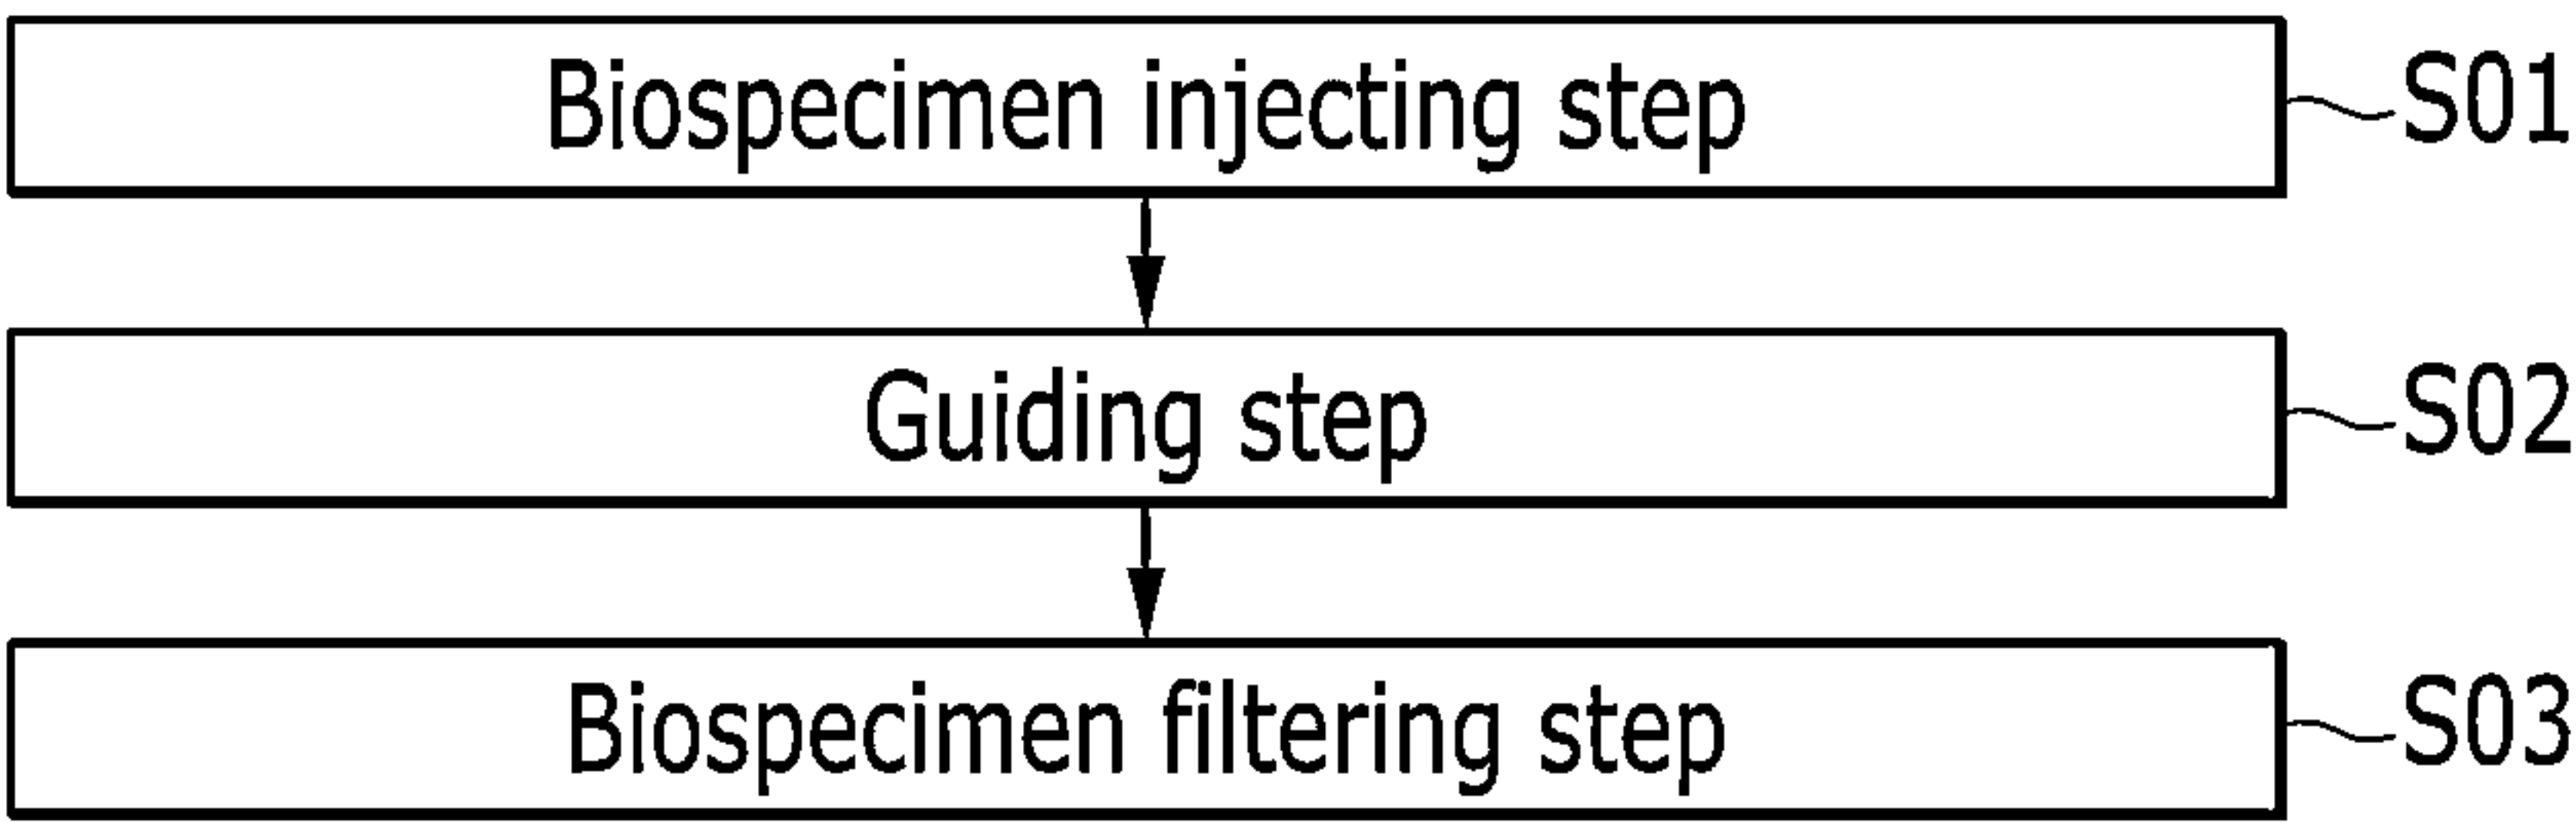 Biospecimen injecting step S01
Guiding step S02
Biospecimen filtering step S03